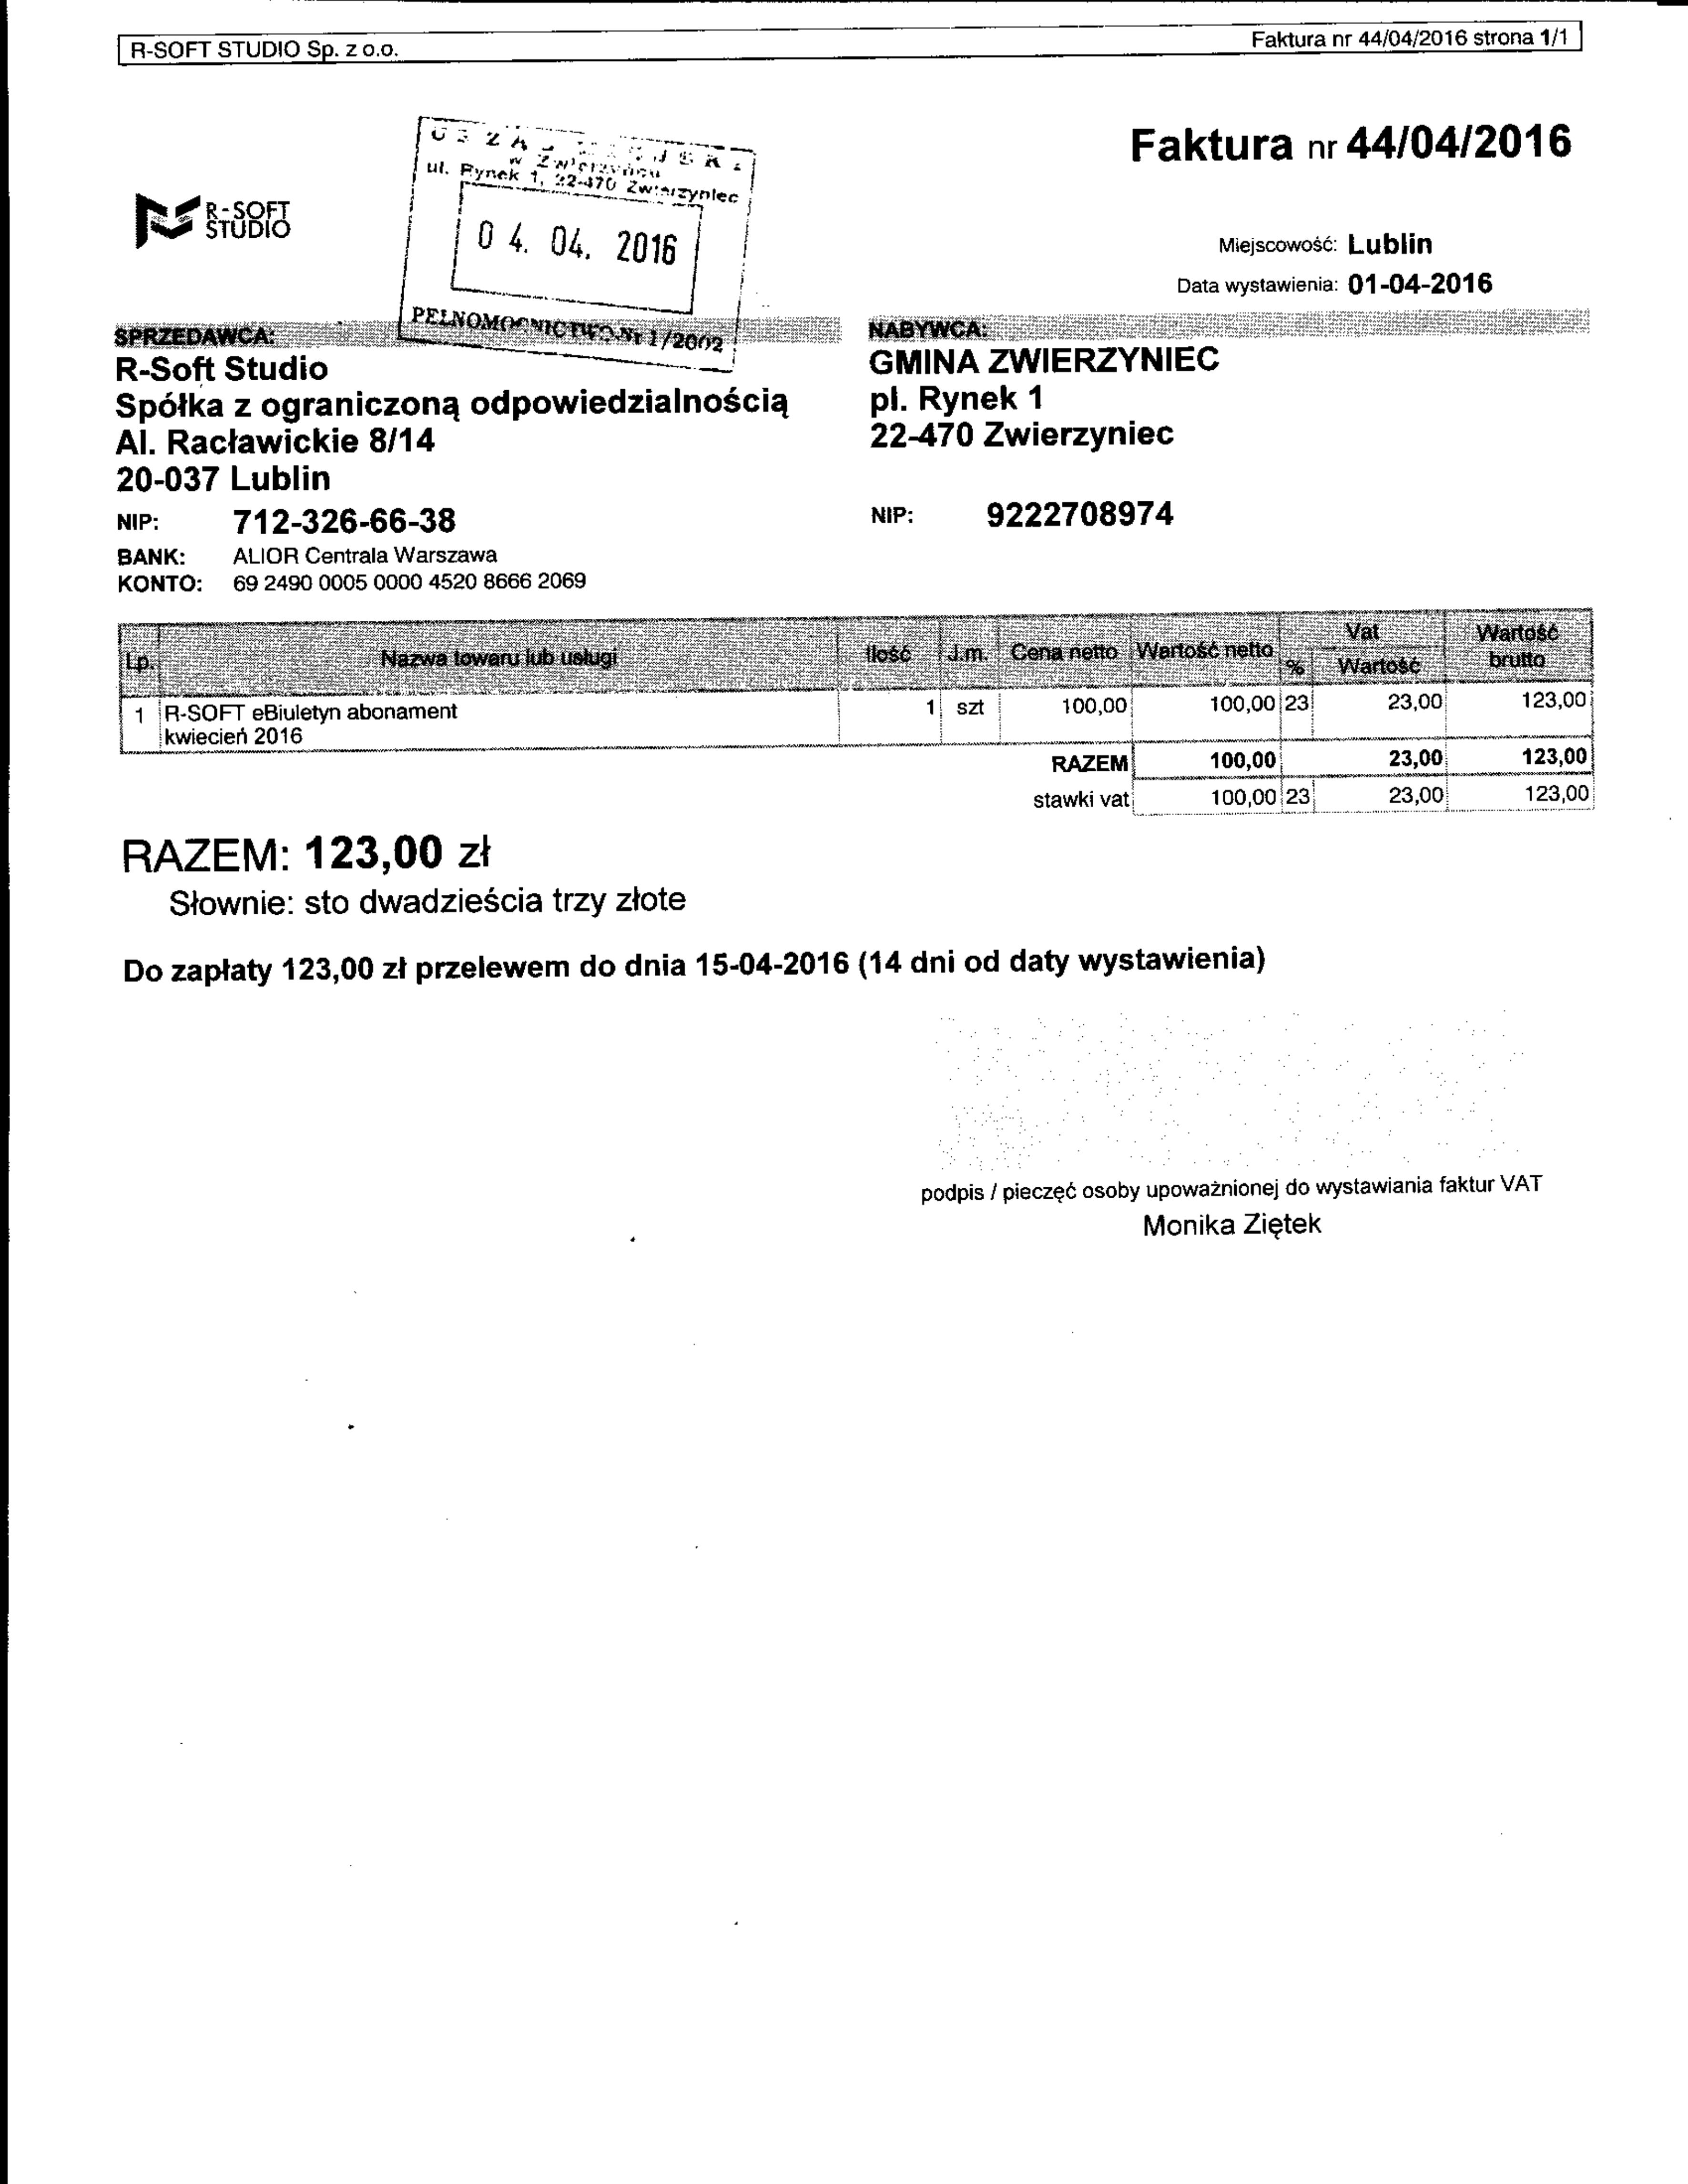 R-SOFT STUDIO Sp. z o.o.
Faktura nr 44/04/2016 strona 1/1
Faktura nr 44/04/2016
R-SOFT
STUDIO
w Zwierzyńcu
ul. Rynek 1, 22-470 Zwierzyniec
04. 04. 2016
PEŁNOMOCNICTWO Nr 1/2002
Miejscowość: Lublin
Data wystawienia: 01-04-2016
SPRZEDAWCA:
R-Soft Studio
Spółka z ograniczoną odpowiedzialnością
Al. Racławickie 8/14
20-037 Lublin
NIP: 712-326-66-38
BANK: ALIOR Centrala Warszawa
KONTO: 69 2490 0005 0000 4520 8666 2069
NABYWCA:
GMINA ZWIERZYNIEC
pl. Rynek 1
22-470 Zwierzyniec
NIP: 9222708974
Lp. Nazwa towaru lub usługi Ilość J.m. Cena netto Wartość netto Vat % Wartość Wartość brutto
1 R-SOFT eBiuletyn abonament 1 szt 100,00 100,00 23 23,00 123,00
kwiecień 2016
RAZEM 100,00 23,00 123,00
stawki vat 100,00 23 23,00 123,00
RAZEM: 123,00 zł
Słownie: sto dwadzieścia trzy złote
Do zapłaty 123,00 zł przelewem do dnia 15-04-2016 (14 dni od daty wystawienia)
podpis / pieczęć osoby upoważnionej do wystawiania faktur VAT
Monika Ziętek